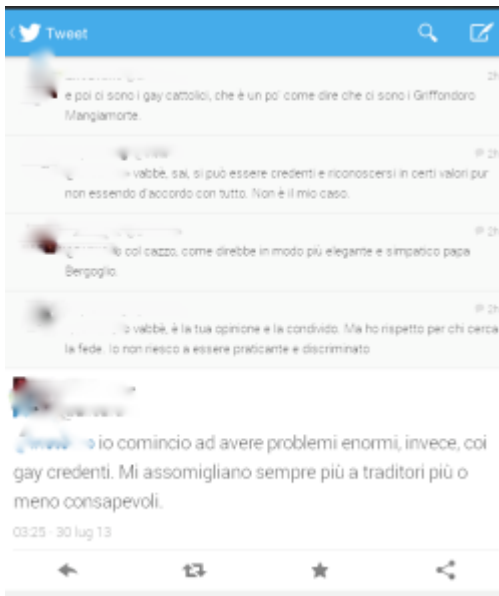 Tweet
2h
e poi ci sono i gay cattolici, che è un po' come dire che ci sono i Griffondoro
Mangiamorte.
2h
vabbè, sai, si può essere credenti e riconoscersi in certi valori pur
non essendo d'accordo con tutto. Non è il mio caso.
2h
col cazzo, come direbbe in modo più elegante e simpatico papa
Bergoglio.
2h
vabbè, è la tua opinione e la condivido. Ma ho rispetto per chi cerca
la fede. Io non riesco a essere praticante e discriminato.
io comincio ad avere problemi enormi, invece, coi
gay credenti. Mi assomigliano sempre più a traditori più o
meno consapevoli.
03:25 · 30 lug 13